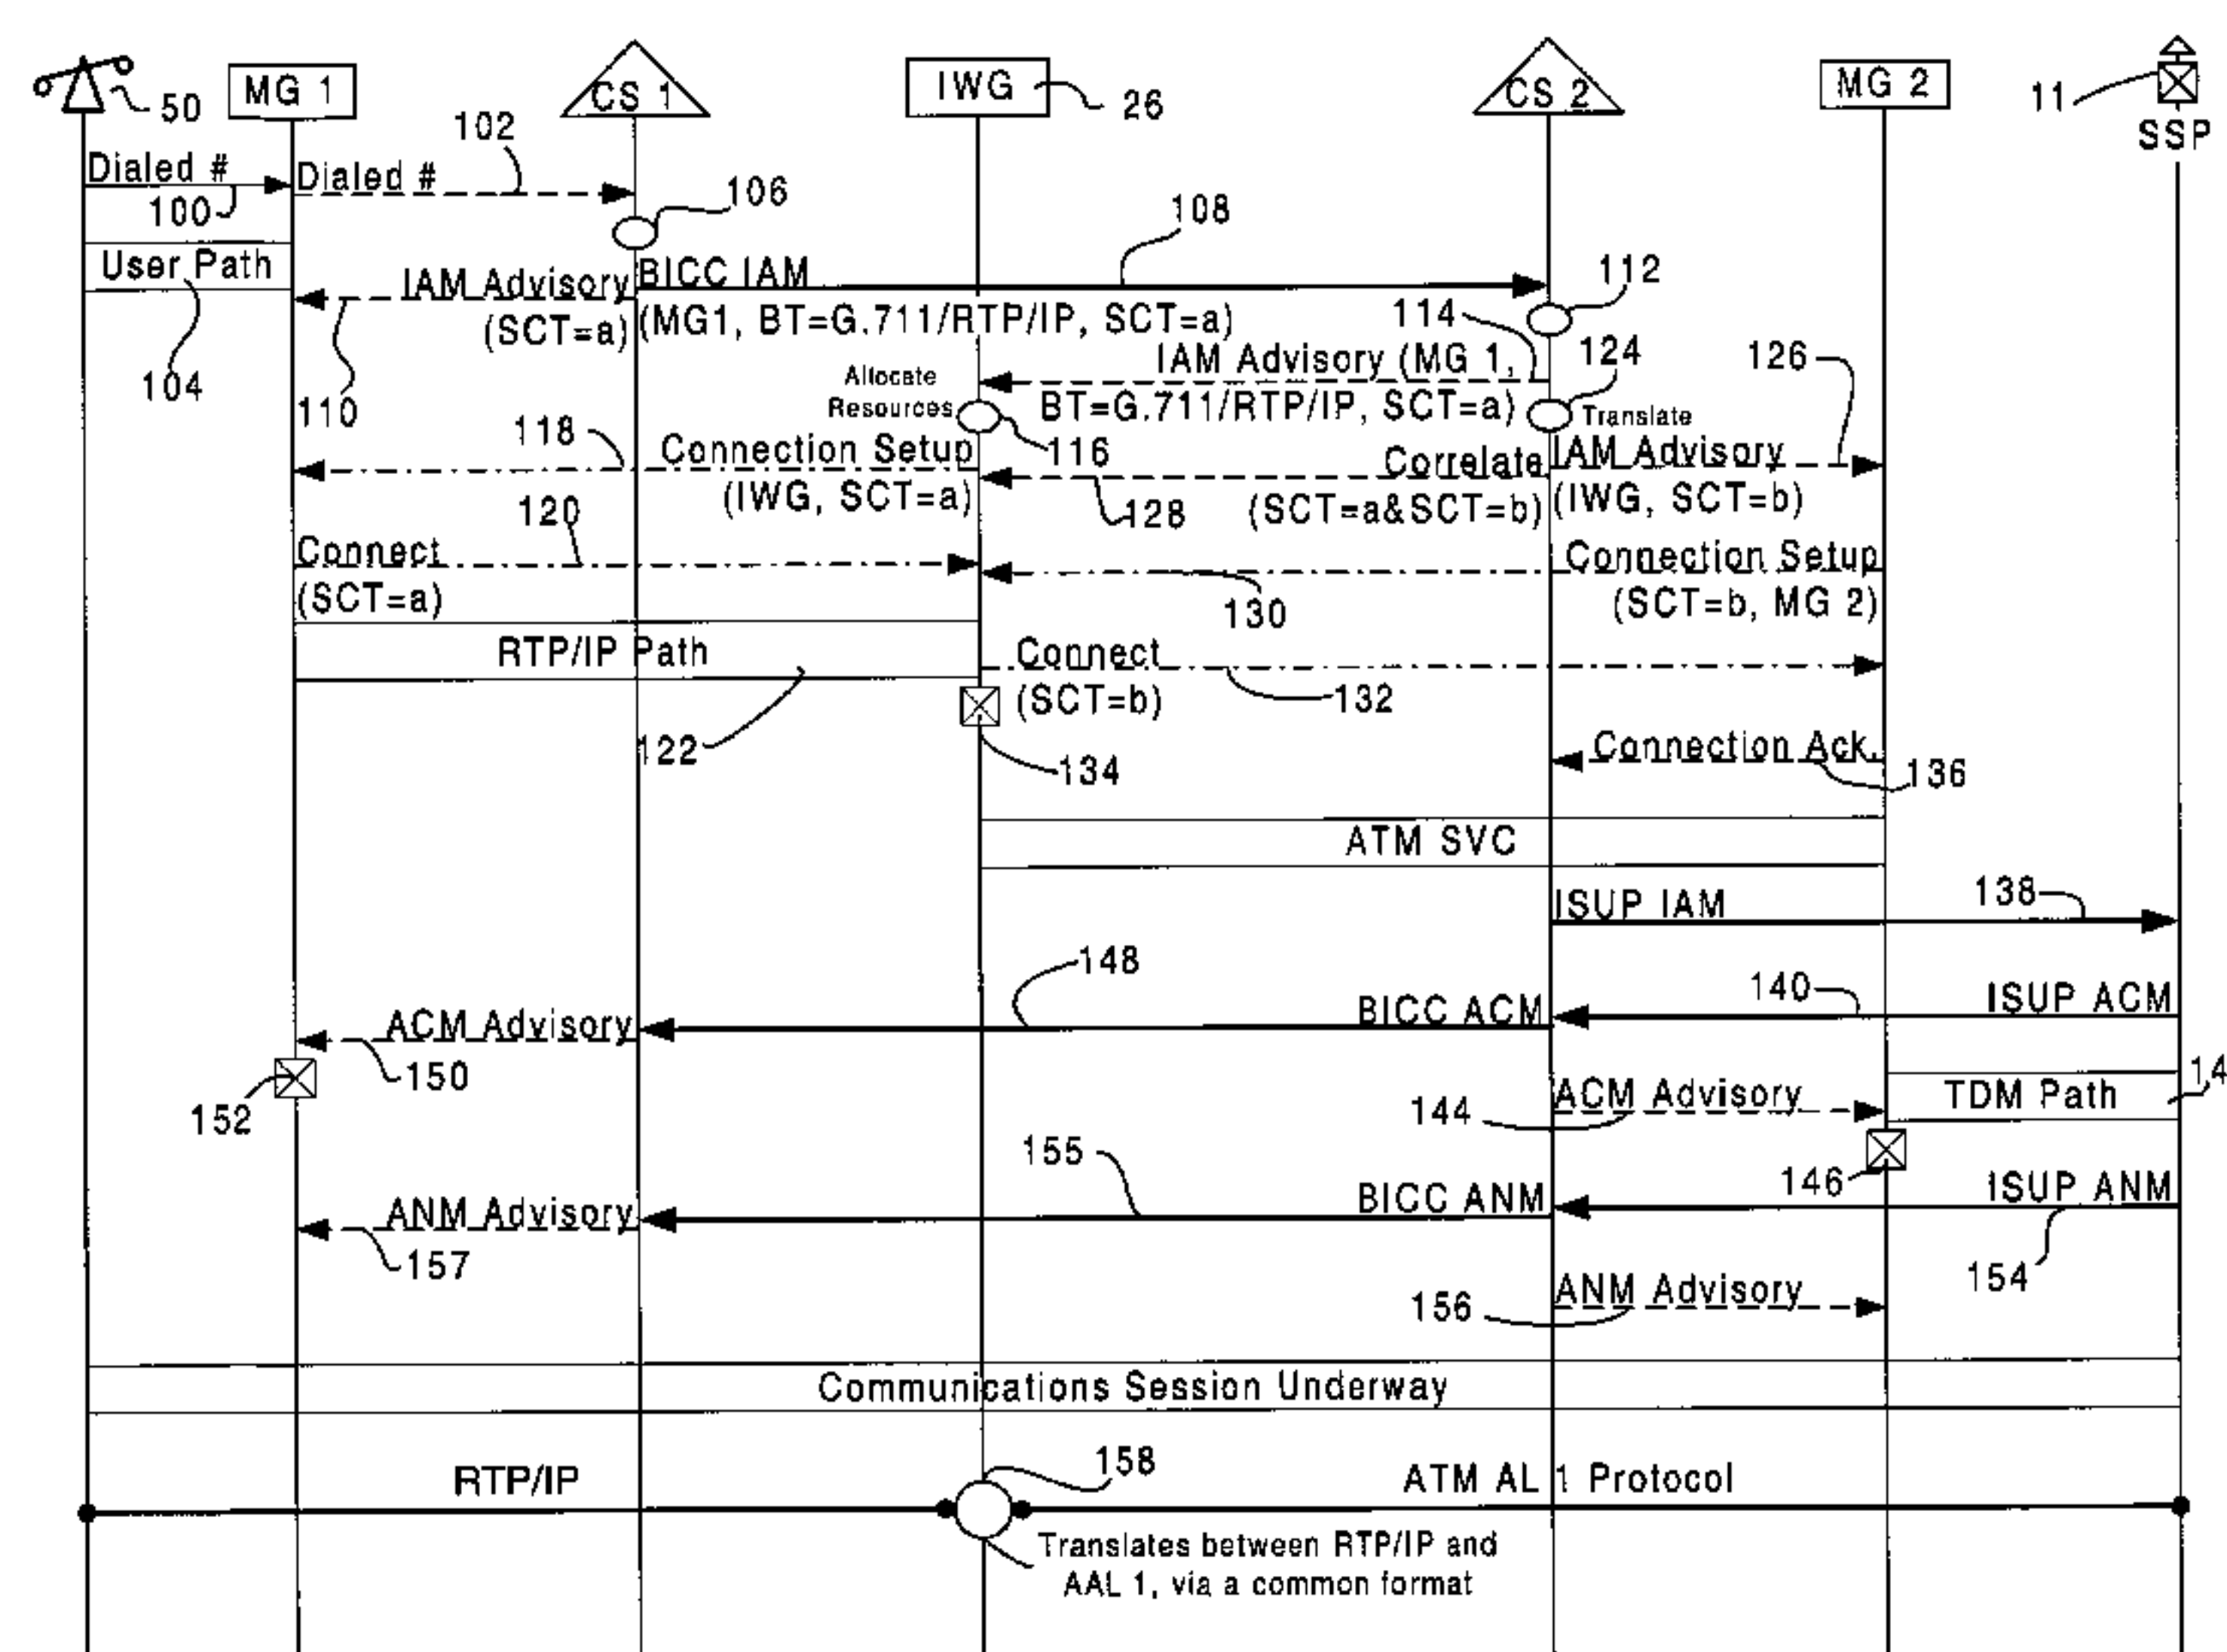 50
MG 1
CS 1
IWG
26
CS 2
MG 2
11
SSP
102
Dialed #
Dialed #
100
106
108
User Path
IAM Advisory
BICC IAM
112
(SCT=a)
(MG1, BT=G.711/RTP/IP, SCT=a)
114
104
110
IAM Advisory (MG 1,
124
126
Allocate
Resources
BT=G.711/RTP/IP, SCT=a)
Translate
118
Connection Setup
116
Correlate
IAM Advisory
(IWG, SCT=a)
128
(SCT=a&SCT=b)
(IWG, SCT=b)
120
Connect
Connection Setup
(SCT=a)
130
(SCT=b, MG 2)
RTP/IP Path
Connect
(SCT=b)
132
122
134
Connection Ack.
136
ATM SVC
ISUP IAM
138
148
140
ISUP ACM
ACM Advisory
BICC ACM
150
152
144
ACM Advisory
TDM Path
14
155
146
ISUP ANM
ANM Advisory
BICC ANM
157
154
156
ANM Advisory
Communications Session Underway
RTP/IP
158
ATM AL 1 Protocol
Translates between RTP/IP and
AAL 1, via a common format